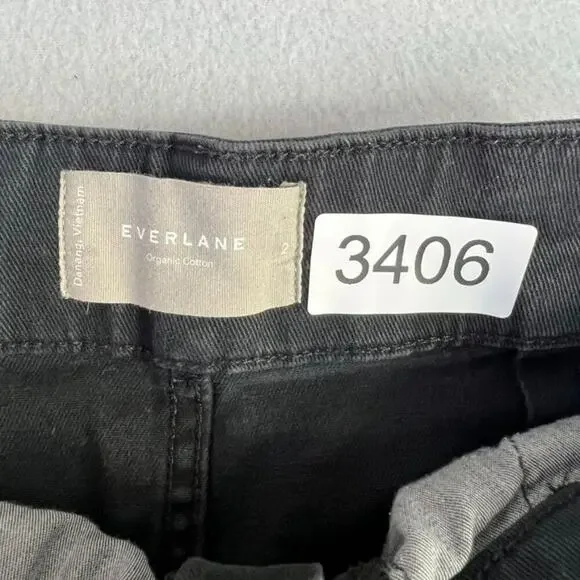 Danang, Vietnam
EVERLANE
Organic Cotton
2
3406